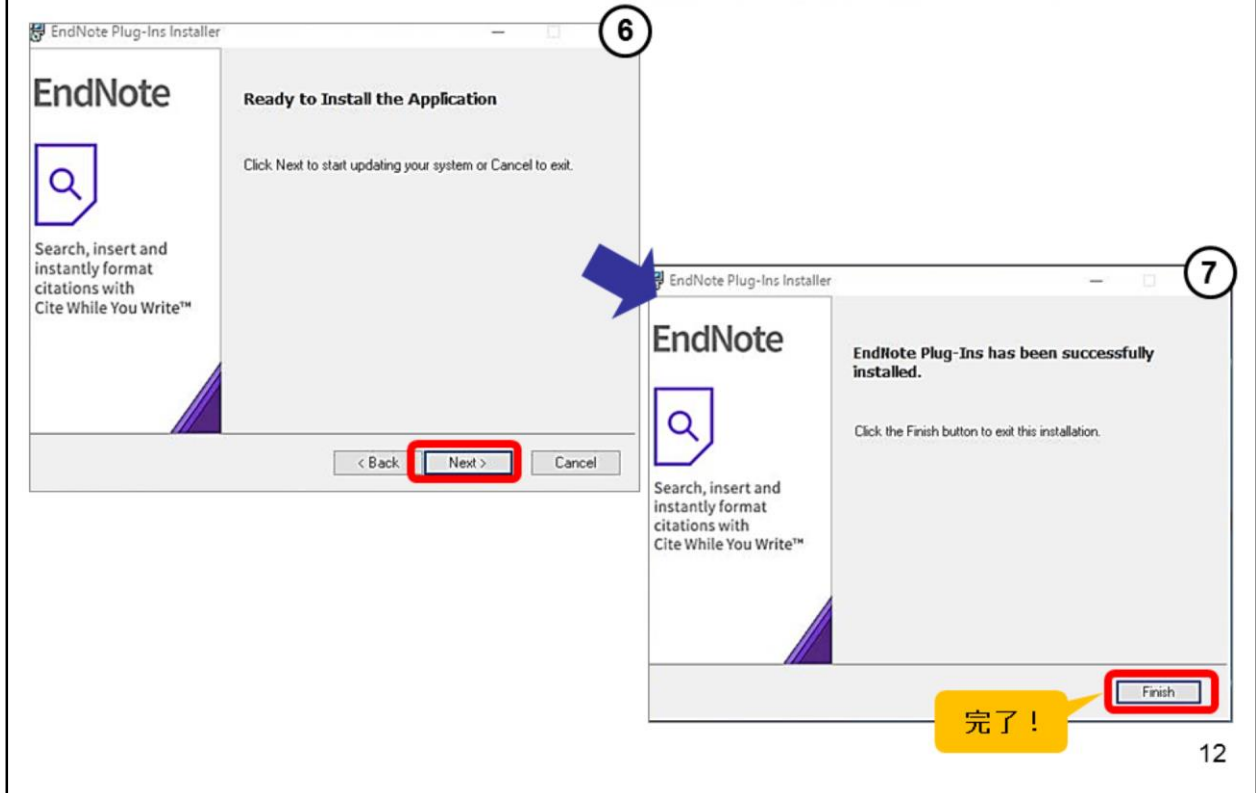 EndNote Plug-Ins Installer
6
EndNote
Ready to Install the Application
Click Next to start updating your system or Cancel to exit.
Search, insert and
instantly format
citations with
Cite While You Write™
< Back
Next >
Cancel
EndNote Plug-Ins Installer
7
EndNote
EndNote Plug-Ins has been successfully
installed.
Click the Finish button to exit this installation.
Search, insert and
instantly format
citations with
Cite While You Write™
Finish
完了！
12